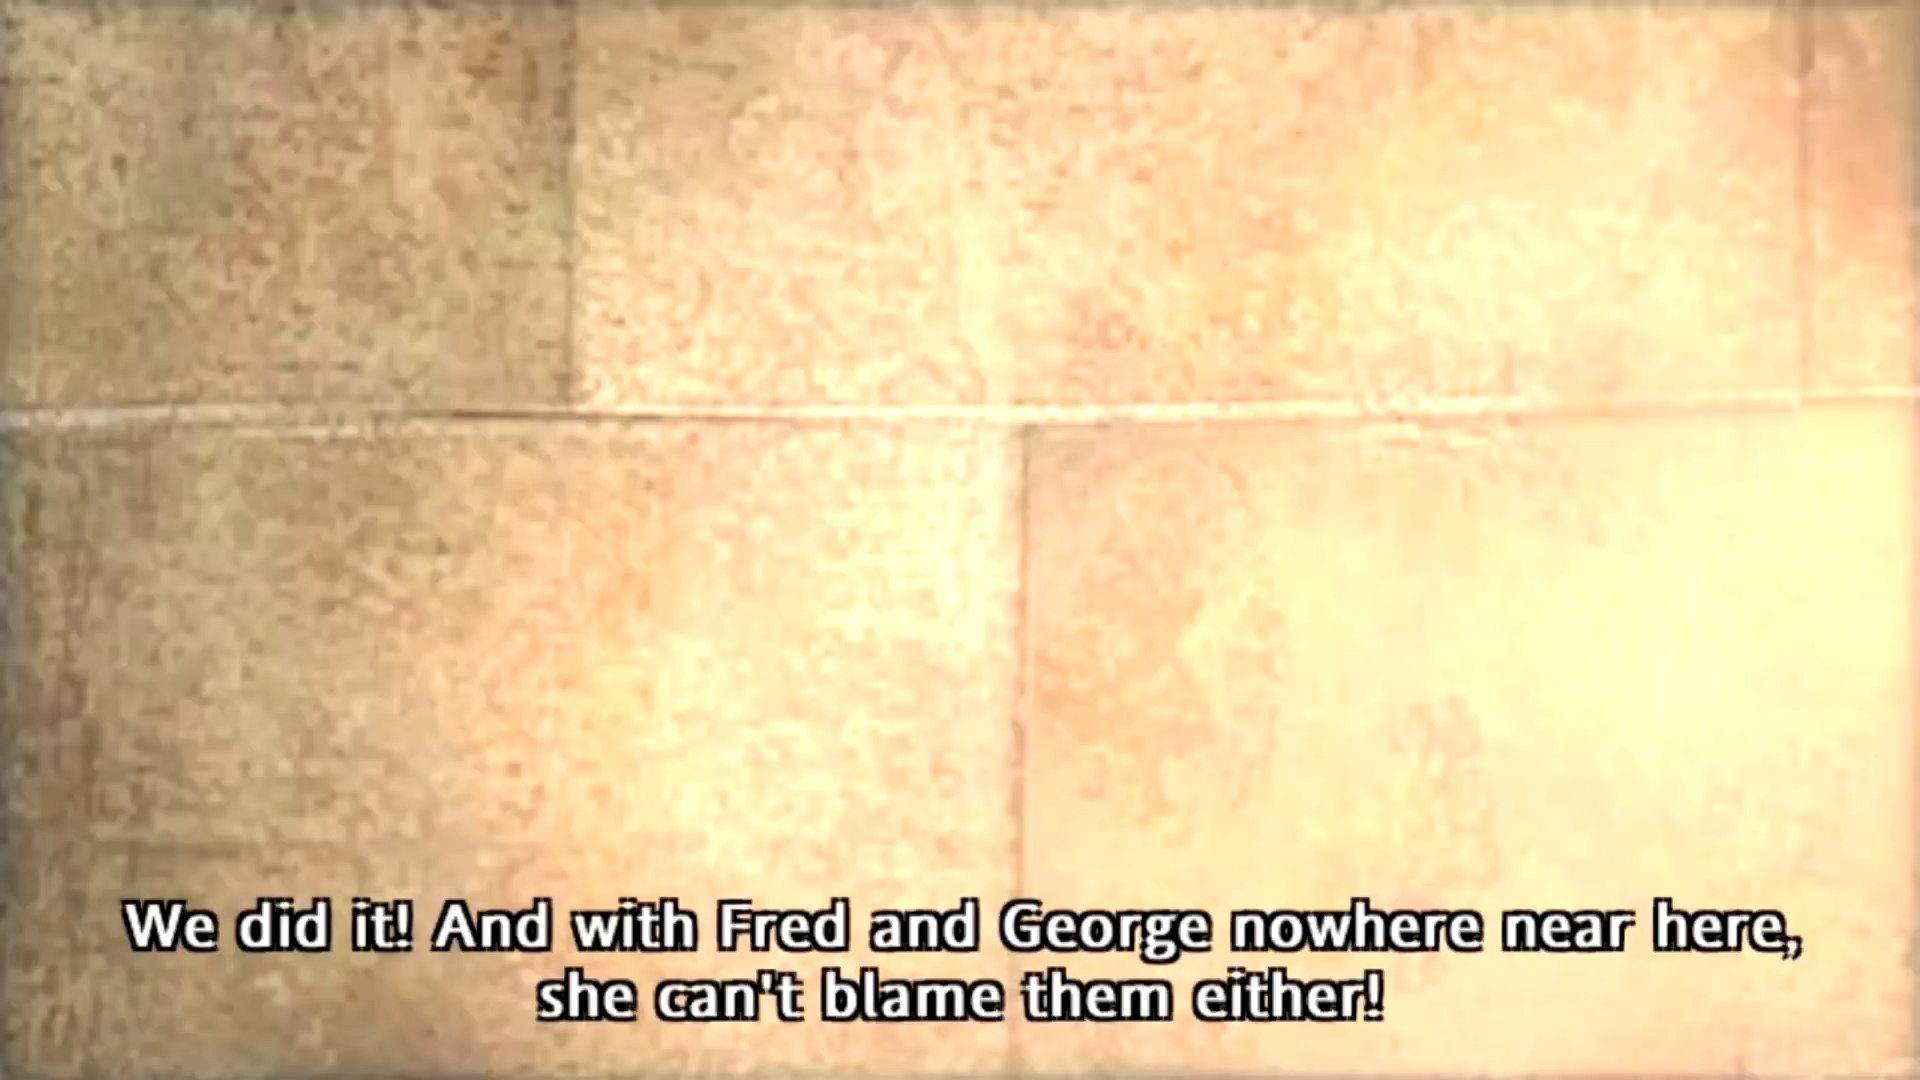 We did it! And with Fred and George nowhere near here,
she can't blame them either!